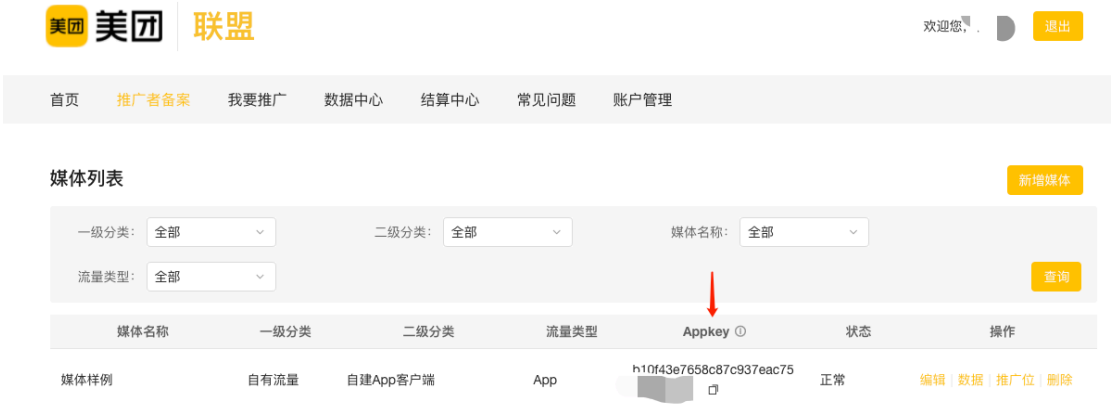 美团 美团 联盟
欢迎您, 退出
首页 推广者备案 我要推广 数据中心 结算中心 常见问题 账户管理
媒体列表 新增媒体
一级分类: 全部 二级分类: 全部 媒体名称: 全部
流量类型: 全部 查询
媒体名称 一级分类 二级分类 流量类型 Appkey 状态 操作
媒体样例 自有流量 自建App客户端 App b10f43e7658c87c937eac75 正常 编辑 | 数据 | 推广位 | 删除